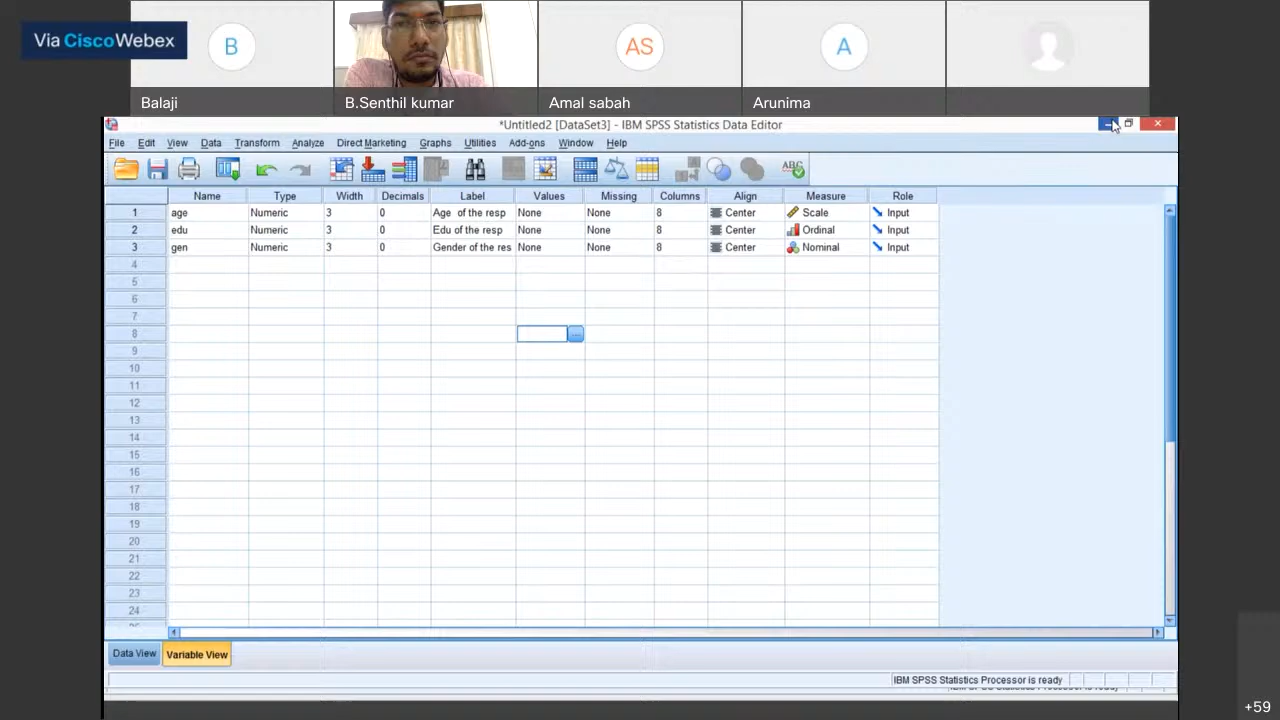 Via CiscoWebex
B
AS
A
Balaji
B.Senthil kumar
Amal sabah
Arunima
*Untitled2 [DataSet3] - IBM SPSS Statistics Data Editor
File Edit View Data Transform Analyze Direct Marketing Graphs Utilities Add-ons Window Help
ABC
Name Type Width Decimals Label Values Missing Columns Align Measure Role
1 age Numeric 3 0 Age of the resp None None 8 Center Scale Input
2 edu Numeric 3 0 Edu of the resp None None 8 Center Ordinal Input
3 gen Numeric 3 0 Gender of the res None None 8 Center Nominal Input
4
5
6
7
8 ...
9
10
11
12
13
14
15
16
17
18
19
20
21
22
23
24
Data View Variable View
IBM SPSS Statistics Processor is ready
+59